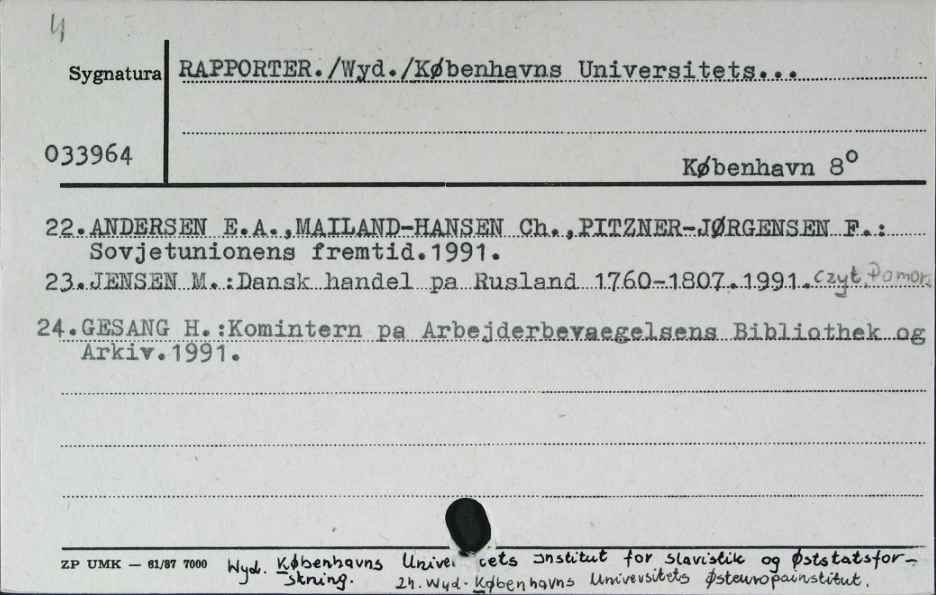 4
Sygnatura RAPPORTER./Wyd./Københavns Universitets...
033964
København 8°
22.ANDERSEN E.A.,MAILAND-HANSEN Ch.,PITZNER-JØRGENSEN F.:
Sovjetunionens fremtid.1991.
23.JENSEN M.:Dansk handel pa Rusland 1760-1807.1991. Czyt. Pomor.
24.GESANG H.:Komintern pa Arbejderbevaegelsens Bibliothek og
Arkiv.1991.
ZP UMK — 61/87 7000 Wyd. Københavns Univer tets Institut for slavistik og Øststatsfor-
skning. 24. Wyd. Københavns Universitets Østeuropainstitut.